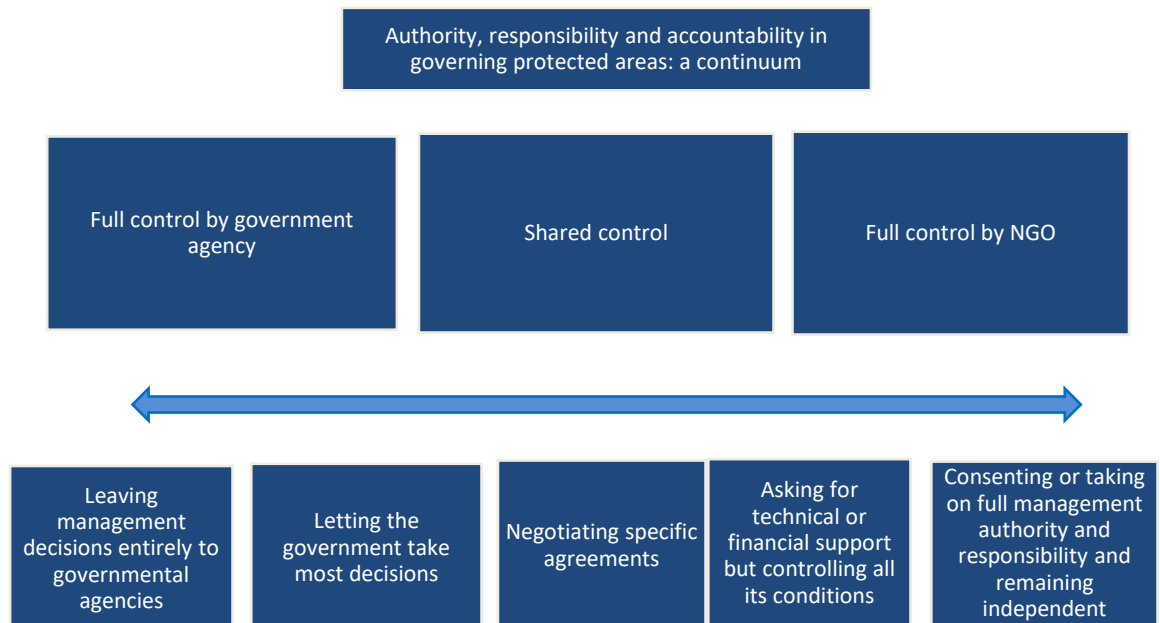 Authority, responsibility and accountability in
governing protected areas: a continuum
Full control by government
agency
Shared control
Full control by NGO
Leaving
management
decisions entirely to
governmental
agencies
Letting the
government take
most decisions
Negotiating specific
agreements
Asking for
technical or
financial support
but controlling all
its conditions
Consenting or taking
on full management
authority and
responsibility and
remaining
independent